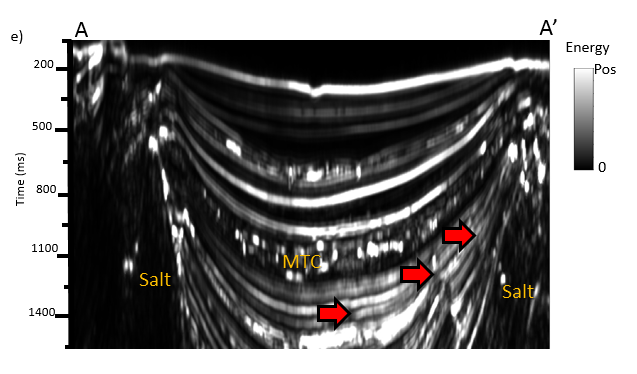 e)
A
A’
Energy
Pos
0
Time (ms)
200
500
800
1100
1400
MTC
Salt
Salt